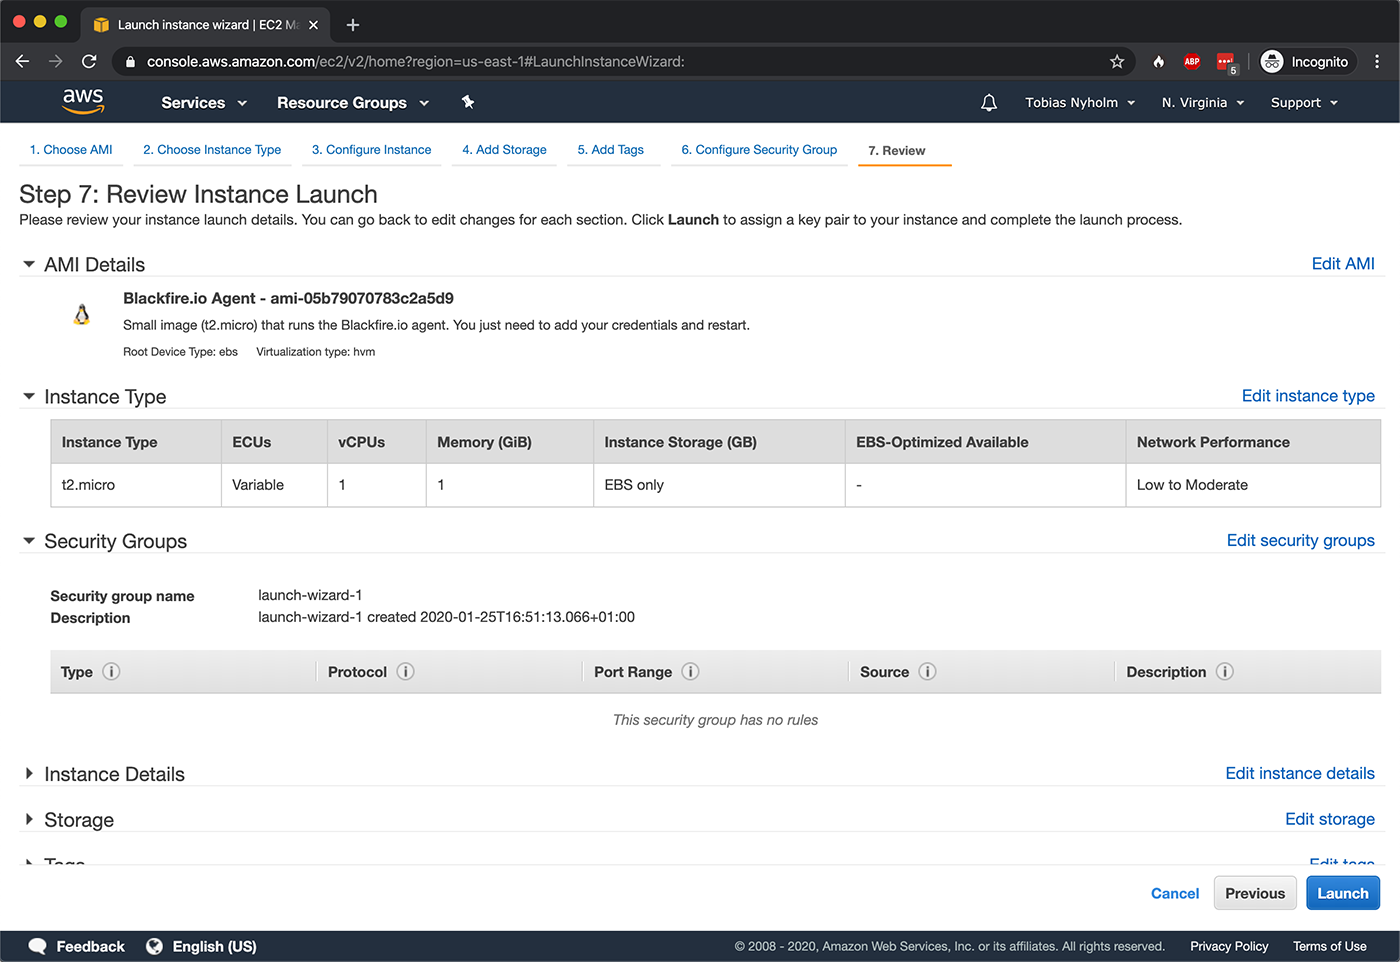 Launch instance wizard | EC2 Ma
console.aws.amazon.com/ec2/v2/home?region=us-east-1#LaunchInstanceWizard:
ABP
5
Incognito
aws
Services
Resource Groups
Tobias Nyholm
N. Virginia
Support
1. Choose AMI
2. Choose Instance Type
3. Configure Instance
4. Add Storage
5. Add Tags
6. Configure Security Group
7. Review
Step 7: Review Instance Launch
Please review your instance launch details. You can go back to edit changes for each section. Click Launch to assign a key pair to your instance and complete the launch process.
AMI Details
Edit AMI
Blackfire.io Agent - ami-05b79070783c2a5d9
Small image (t2.micro) that runs the Blackfire.io agent. You just need to add your credentials and restart.
Root Device Type: ebs Virtualization type: hvm
Instance Type
Edit instance type
Instance Type ECUs vCPUs Memory (GiB) Instance Storage (GB) EBS-Optimized Available Network Performance
t2.micro Variable 1 1 EBS only - Low to Moderate
Security Groups
Edit security groups
Security group name launch-wizard-1
Description launch-wizard-1 created 2020-01-25T16:51:13.066+01:00
Type Protocol Port Range Source Description
This security group has no rules
Instance Details
Edit instance details
Storage
Edit storage
Tags
Edit tags
Cancel
Previous
Launch
Feedback
English (US)
© 2008 - 2020, Amazon Web Services, Inc. or its affiliates. All rights reserved.
Privacy Policy
Terms of Use